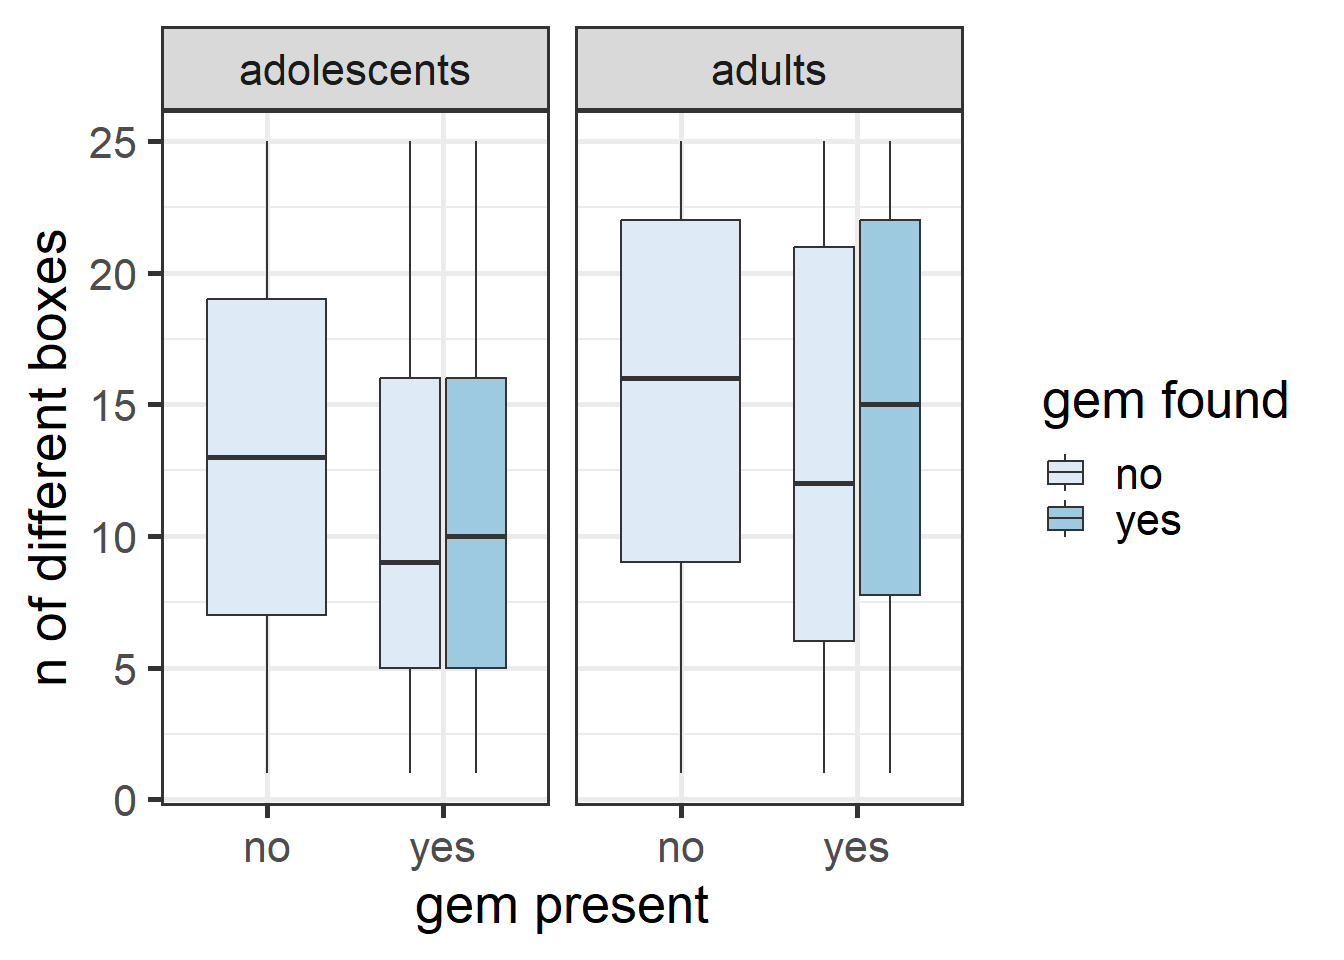 adolescents adults
25
20
15
10
5
0
n of different boxes
no yes no yes
gem present
gem found
no
yes